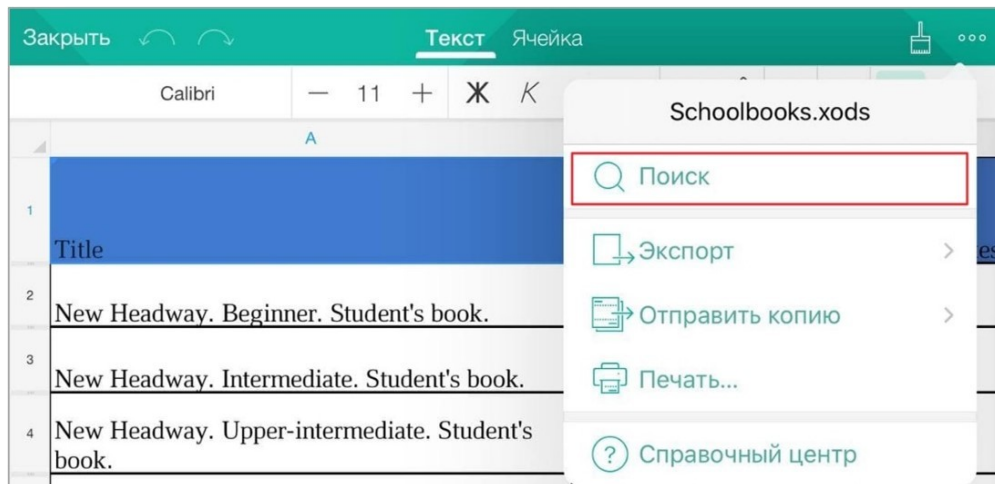 Закрыть Текст Ячейка
Calibri — 11 + Ж К
Schoolbooks.xods
A
Поиск
1
Title
Экспорт
2
New Headway. Beginner. Student's book.
Отправить копию
3
New Headway. Intermediate. Student's book.
Печать...
4
New Headway. Upper-intermediate. Student's
book.
Справочный центр